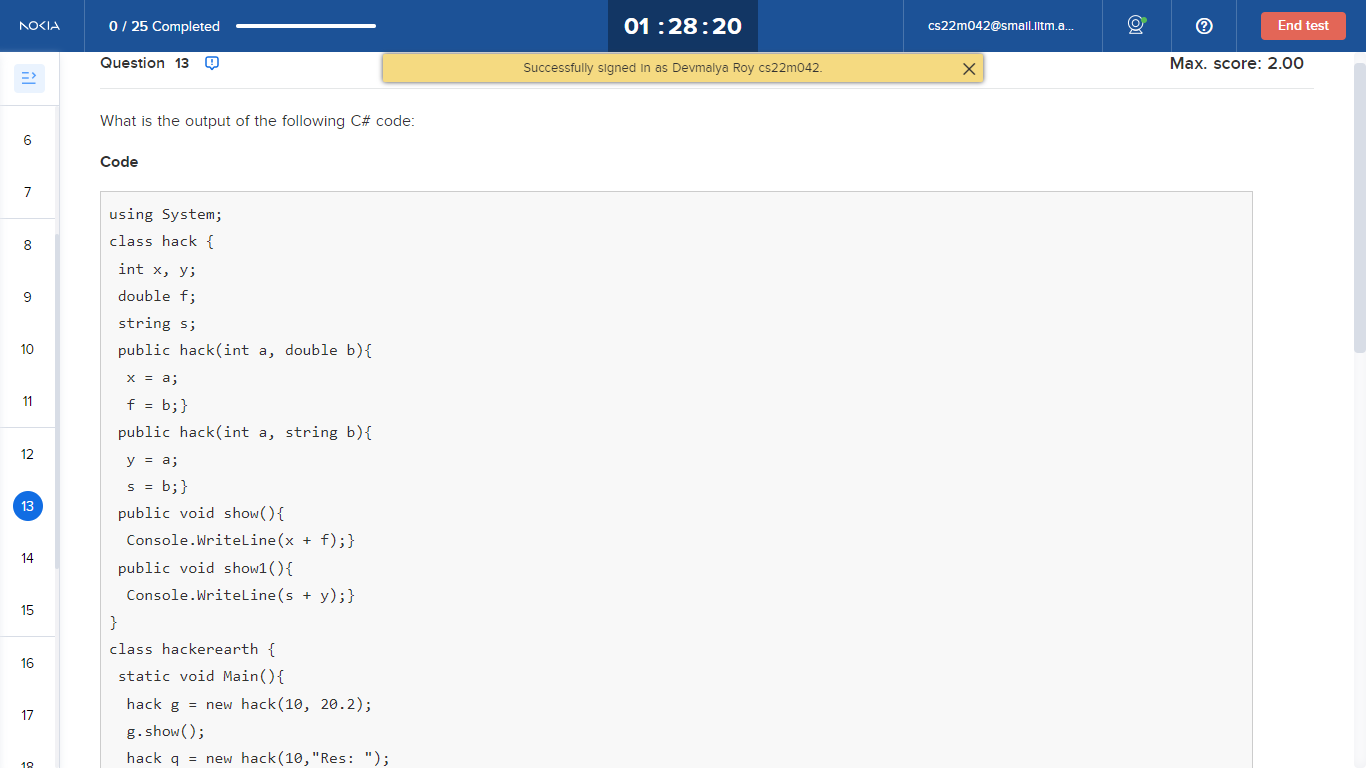 NOKIA
0 / 25 Completed
01 : 28 : 20
cs22m042@smail.iitm.a...
End test
Question 13
Successfully signed in as Devmalya Roy cs22m042.
Max. score: 2.00
What is the output of the following C# code:
Code
using System;
class hack {
int x, y;
double f;
string s;
public hack(int a, double b){
x = a;
f = b;}
public hack(int a, string b){
y = a;
s = b;}
public void show(){
Console.WriteLine(x + f);}
public void show1(){
Console.WriteLine(s + y);}
}
class hackerearth {
static void Main(){
hack g = new hack(10, 20.2);
g.show();
hack q = new hack(10,"Res: ");
6
7
8
9
10
11
12
13
14
15
16
17
18